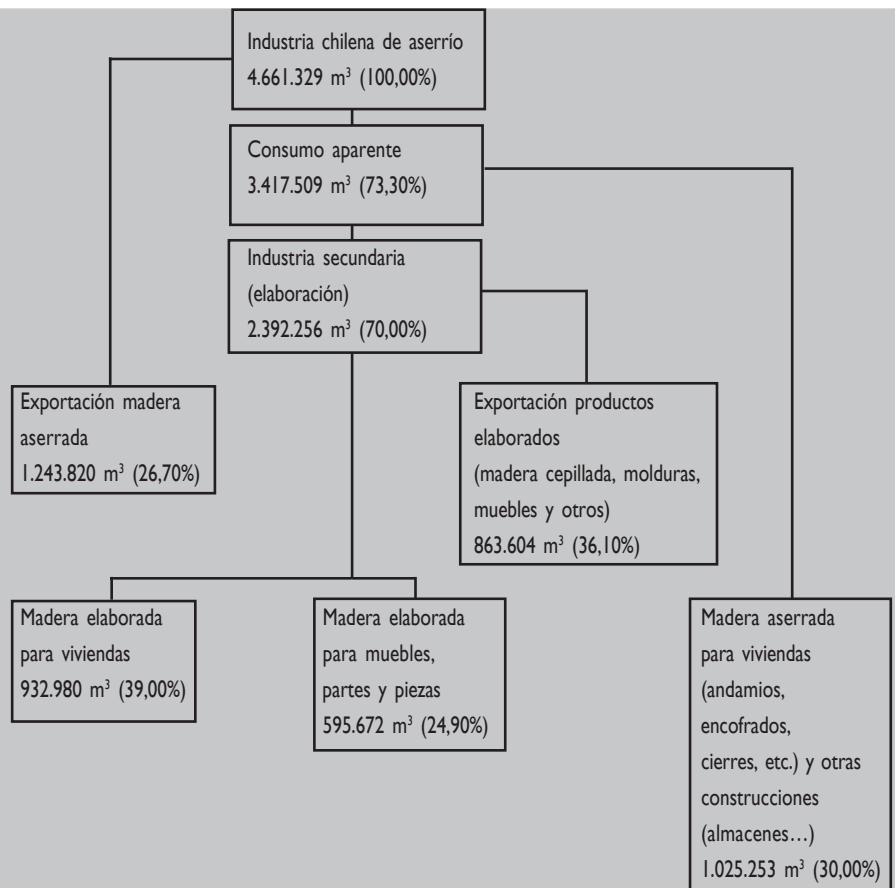 Industria chilena de aserrío
4.661.329 m³ (100,00%)
Consumo aparente
3.417.509 m³ (73,30%)
Industria secundaria
(elaboración)
2.392.256 m³ (70,00%)
Exportación madera
aserrada
1.243.820 m³ (26,70%)
Exportación productos
elaborados
(madera cepillada, molduras,
muebles y otros)
863.604 m³ (36,10%)
Madera elaborada
para viviendas
932.980 m³ (39,00%)
Madera elaborada
para muebles,
partes y piezas
595.672 m³ (24,90%)
Madera aserrada
para viviendas
(andamios,
encofrados,
cierres, etc.) y otras
construcciones
(almacenes…)
1.025.253 m³ (30,00%)